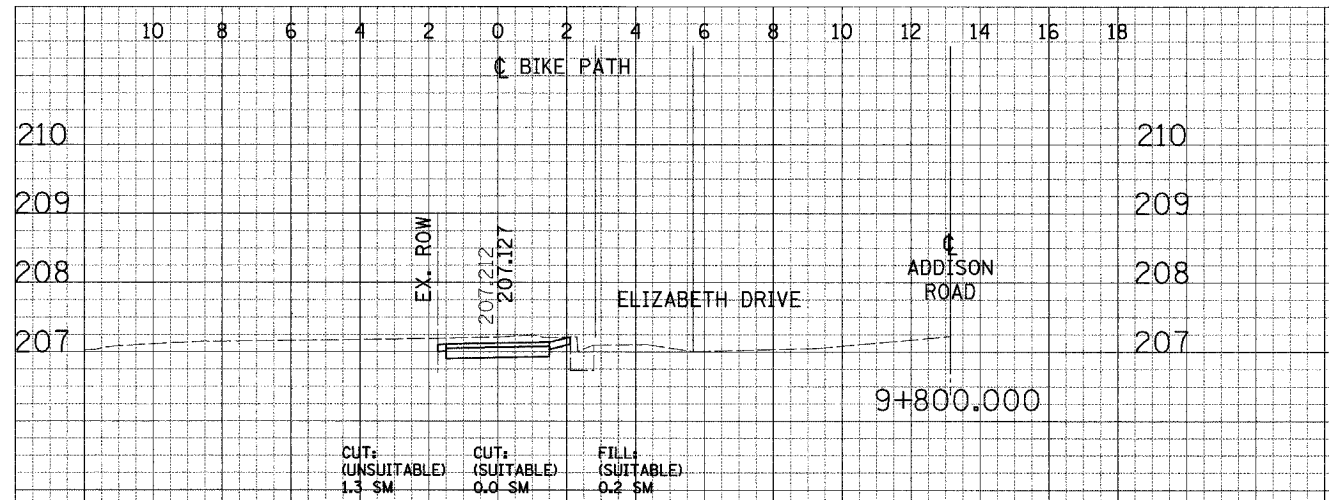 10 8 6 4 2 0 2 4 6 8 10 12 14 16 18
℄ BIKE PATH
210 210
209 209
EX. ROW
207.212
207.127
℄
ADDISON
ROAD
208 208
ELIZABETH DRIVE
207 207
9+800.000
CUT:
(UNSUITABLE)
1.3 SM
CUT:
(SUITABLE)
0.0 SM
FILL:
(SUITABLE)
0.2 SM